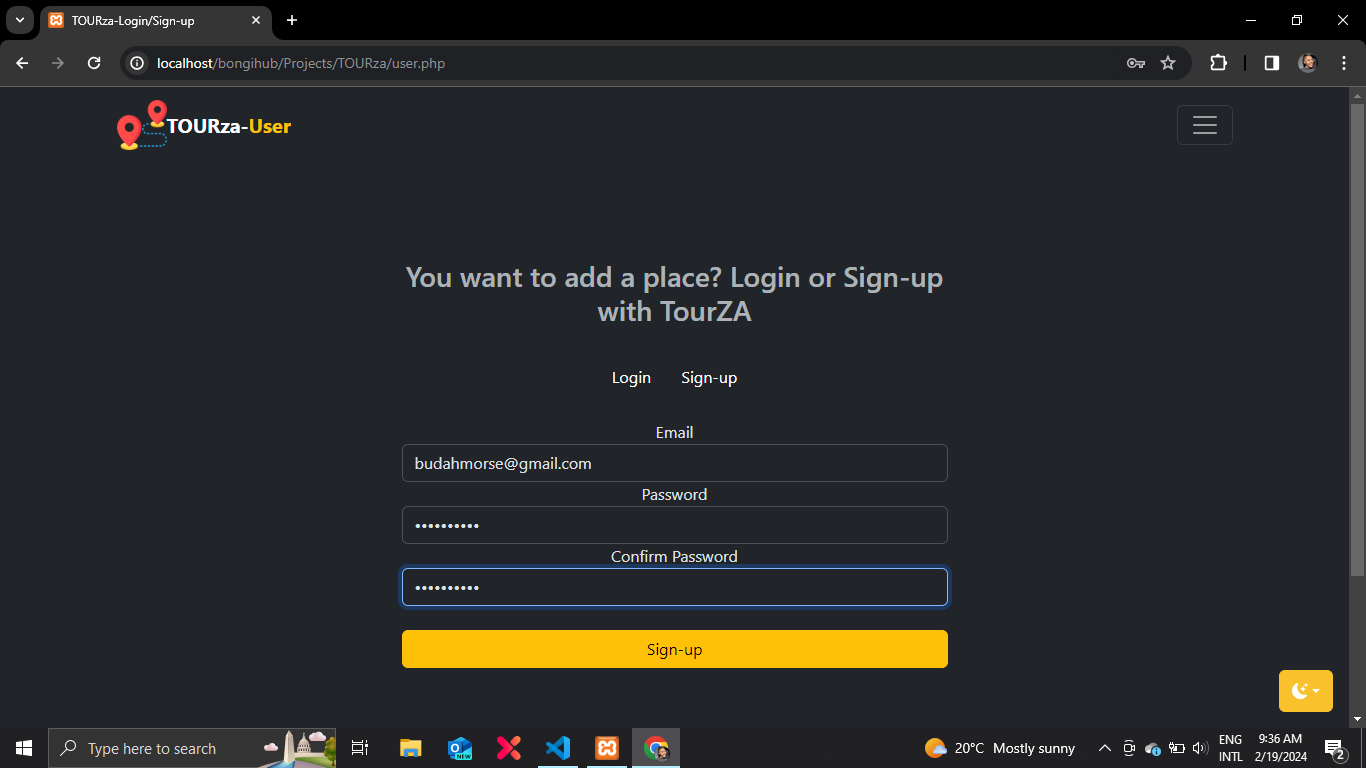 TOURza-Login/Sign-up
localhost/bongihub/Projects/TOURza/user.php
TOURza-User
You want to add a place? Login or Sign-up
with TourZA
Login Sign-up
Email
budahmorse@gmail.com
Password
••••••••••
Confirm Password
••••••••••
Sign-up
Type here to search
NEW
20°C Mostly sunny
ENG
INTL
9:36 AM
2/19/2024
2